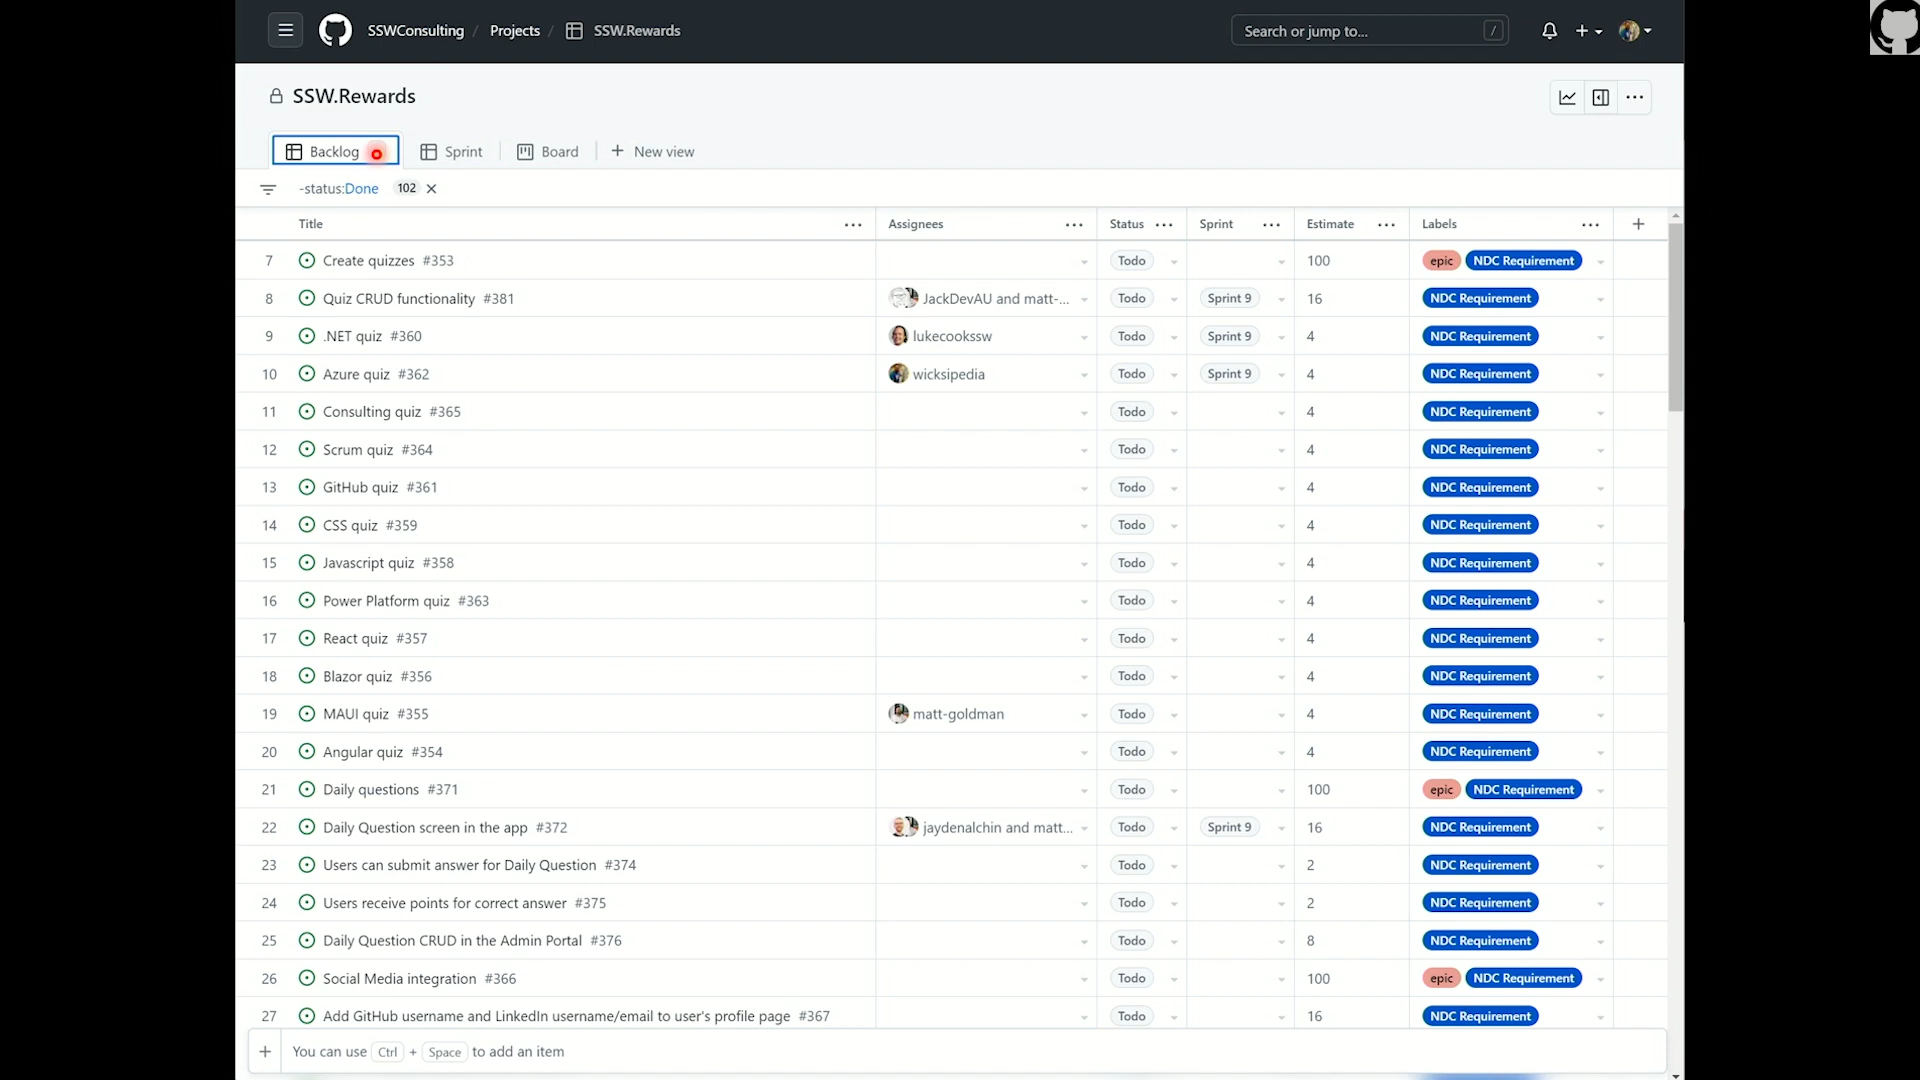 SSWConsulting / Projects / SSW.Rewards
Search or jump to... /
SSW.Rewards
Backlog Sprint Board + New view
-status:Done 102
Title Assignees Status Sprint Estimate Labels
7 Create quizzes #353 Todo 100 epic NDC Requirement
8 Quiz CRUD functionality #381 JackDevAU and matt-... Todo Sprint 9 16 NDC Requirement
9 .NET quiz #360 lukecookssw Todo Sprint 9 4 NDC Requirement
10 Azure quiz #362 wicksipedia Todo Sprint 9 4 NDC Requirement
11 Consulting quiz #365 Todo 4 NDC Requirement
12 Scrum quiz #364 Todo 4 NDC Requirement
13 GitHub quiz #361 Todo 4 NDC Requirement
14 CSS quiz #359 Todo 4 NDC Requirement
15 Javascript quiz #358 Todo 4 NDC Requirement
16 Power Platform quiz #363 Todo 4 NDC Requirement
17 React quiz #357 Todo 4 NDC Requirement
18 Blazor quiz #356 Todo 4 NDC Requirement
19 MAUI quiz #355 matt-goldman Todo 4 NDC Requirement
20 Angular quiz #354 Todo 4 NDC Requirement
21 Daily questions #371 Todo 100 epic NDC Requirement
22 Daily Question screen in the app #372 jaydenalchin and matt... Todo Sprint 9 16 NDC Requirement
23 Users can submit answer for Daily Question #374 Todo 2 NDC Requirement
24 Users receive points for correct answer #375 Todo 2 NDC Requirement
25 Daily Question CRUD in the Admin Portal #376 Todo 8 NDC Requirement
26 Social Media integration #366 Todo 100 epic NDC Requirement
27 Add GitHub username and LinkedIn username/email to user's profile page #367 Todo 16 NDC Requirement
+ You can use Ctrl + Space to add an item